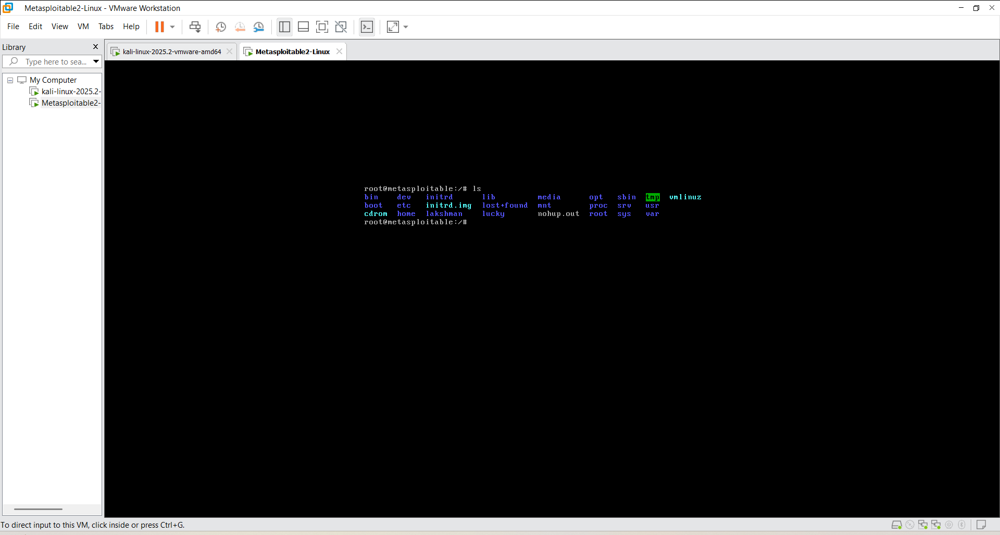 Metasploitable2-Linux - VMware Workstation
File Edit View VM Tabs Help
Library
Type here to sea...
My Computer
kali-linux-2025.2-
Metasploitable2-
kali-linux-2025.2-vmware-amd64
Metasploitable2-Linux
root@metasploitable:/# ls
bin dev initrd lib media opt sbin tmp vmlinuz
boot etc initrd.img lost+found mnt proc srv usr
cdrom home lakshman lucky nohup.out root sys var
root@metasploitable:/#
To direct input to this VM, click inside or press Ctrl+G.